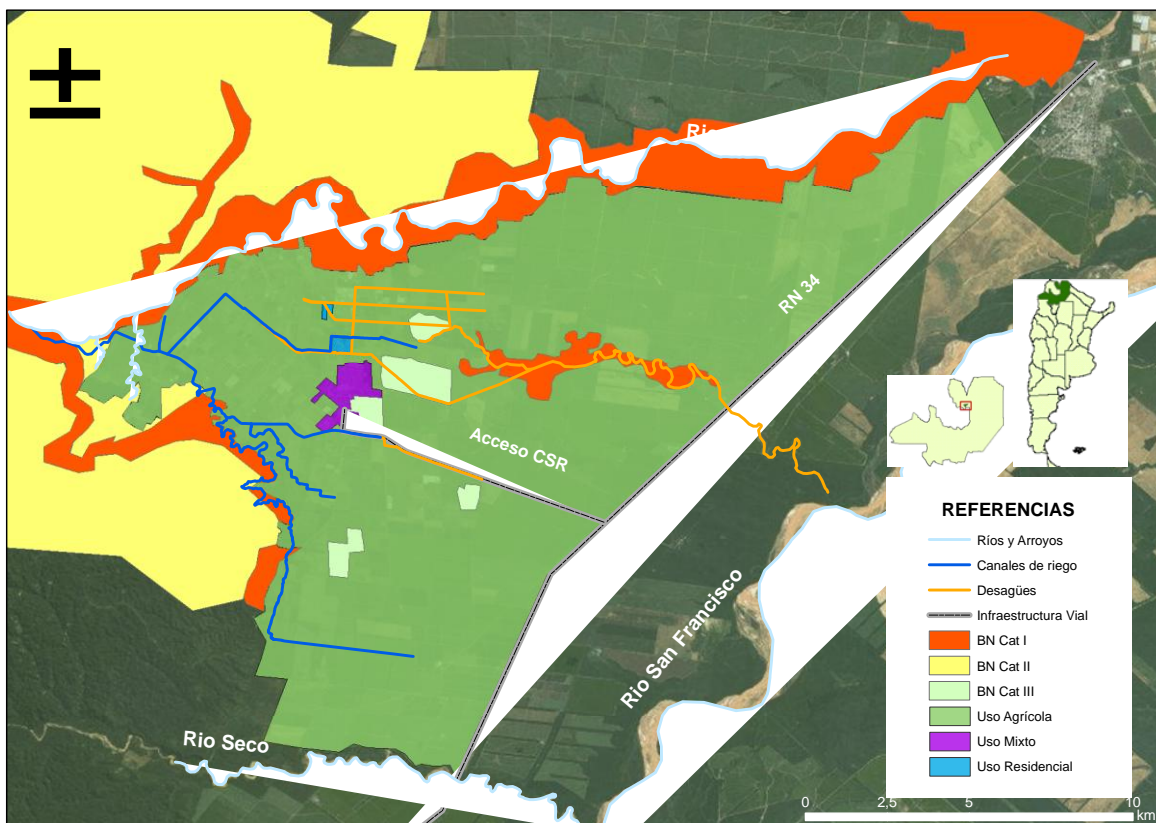 Rio
RN 34
Acceso CSR
Rio San Francisco
Rio Seco
REFERENCIAS
Ríos y Arroyos
Canales de riego
Desagües
Infraestructura Vial
BN Cat I
BN Cat II
BN Cat III
Uso Agrícola
Uso Mixto
Uso Residencial
0 2,5 5 10
km